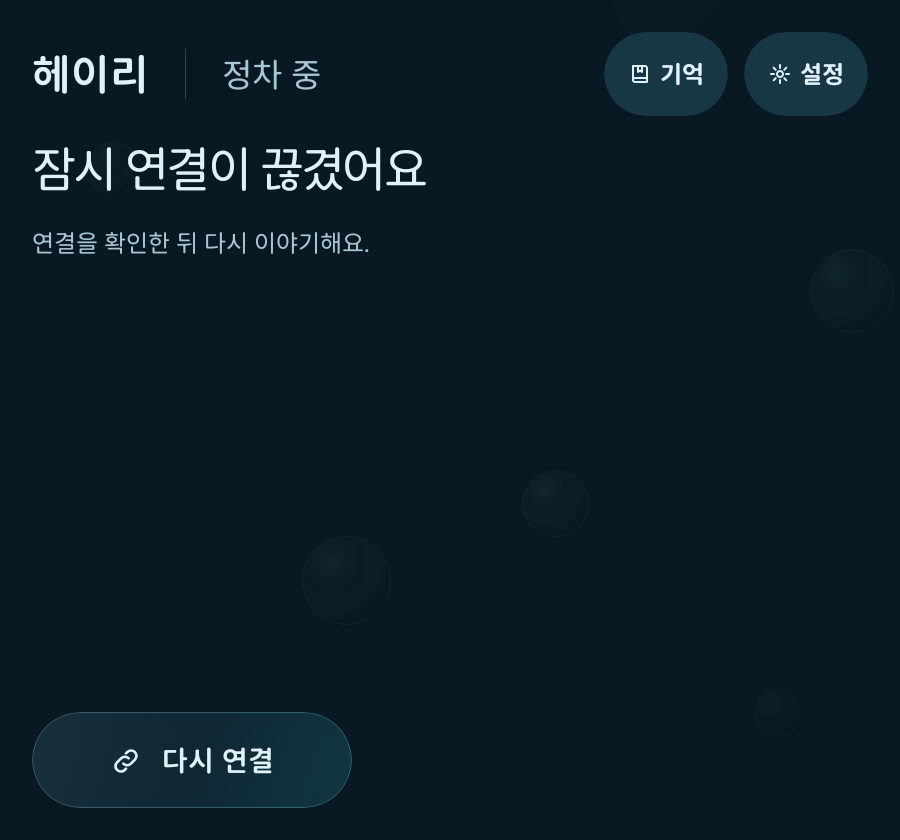 헤이리
정차 중
기억
설정
잠시 연결이 끊겼어요
연결을 확인한 뒤 다시 이야기해요.
다시 연결